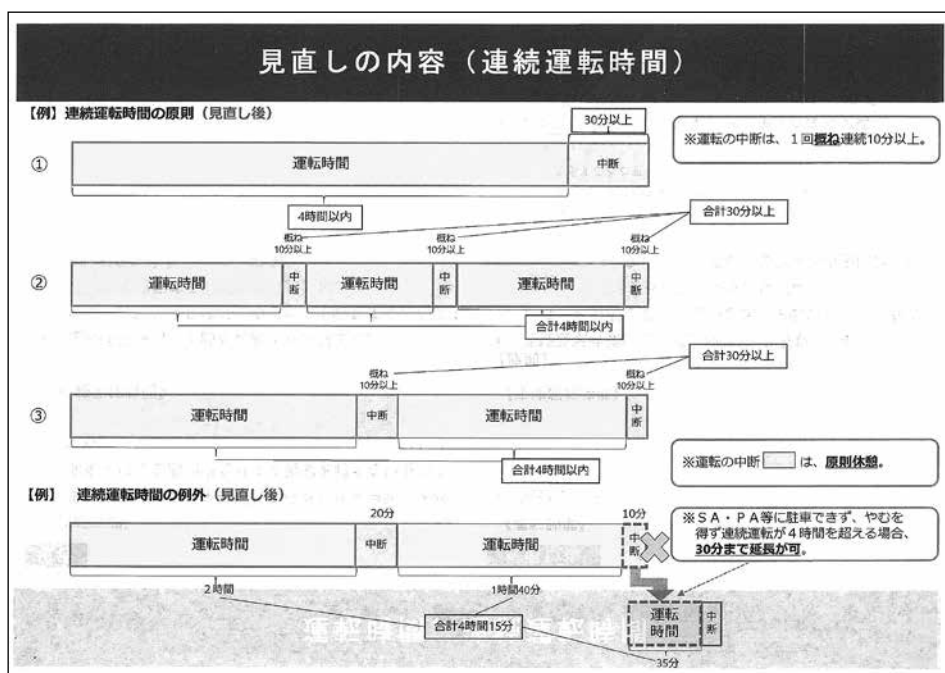 見直しの内容（連続運転時間）
【例】連続運転時間の原則（見直し後）
30分以上
※運転の中断は、１回概ね連続10分以上。
①
運転時間
中断
4時間以内
合計30分以上
概ね
10分以上
概ね
10分以上
概ね
10分以上
②
運転時間
中断
運転時間
中断
運転時間
中断
合計4時間以内
合計30分以上
概ね
10分以上
概ね
10分以上
③
運転時間
中断
運転時間
中断
合計4時間以内
※運転の中断 は、原則休憩。
【例】 連続運転時間の例外（見直し後）
20分
10分
運転時間
中断
運転時間
中断
※ＳＡ・ＰＡ等に駐車できず、やむを
得ず連続運転が４時間を超える場合、
30分まで延長が可。
２時間
１時間40分
運転
時間
中断
合計4時間15分
35分